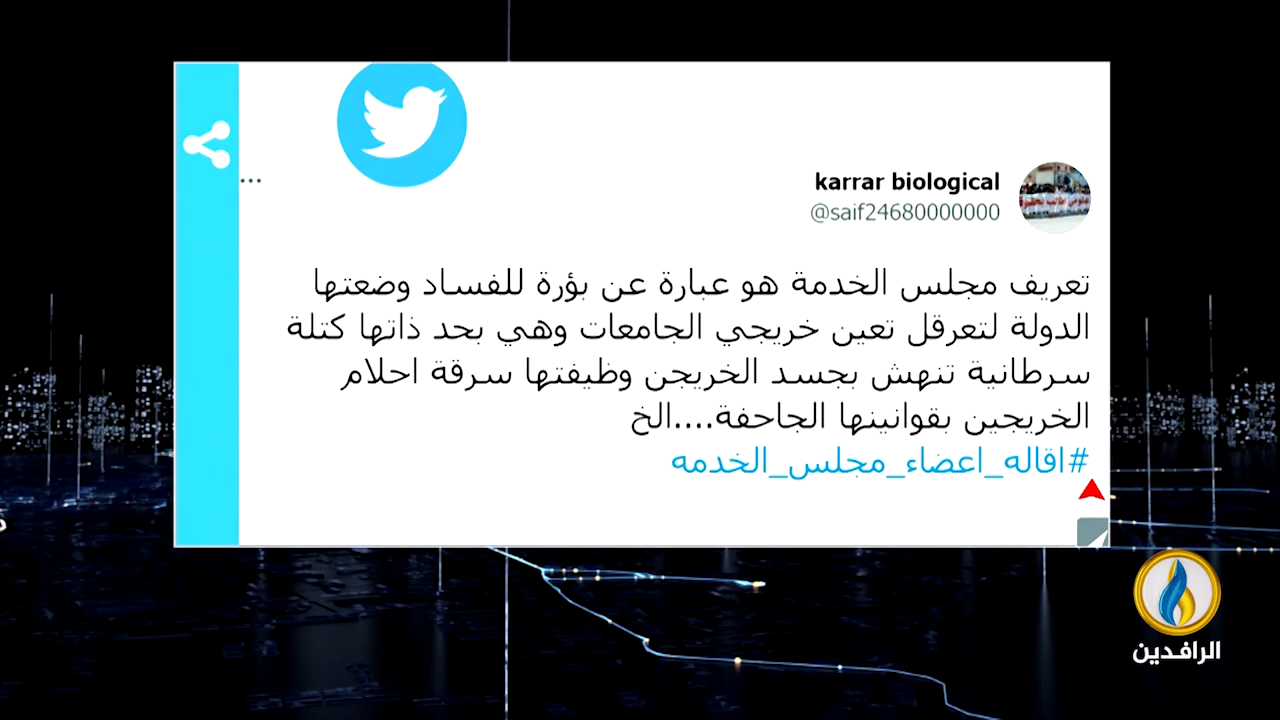 karrar biological
@saif24680000000
تعريف مجلس الخدمة هو عبارة عن بؤرة للفساد وضعتها
الدولة لتعرقل تعين خريجي الجامعات وهي بحد ذاتها كتلة
سرطانية تنهش بجسد الخريجن وظيفتها سرقة احلام
الخريجين بقوانينها الجاحفة....الخ
#اقاله_اعضاء_مجلس_الخدمه
الرافدين